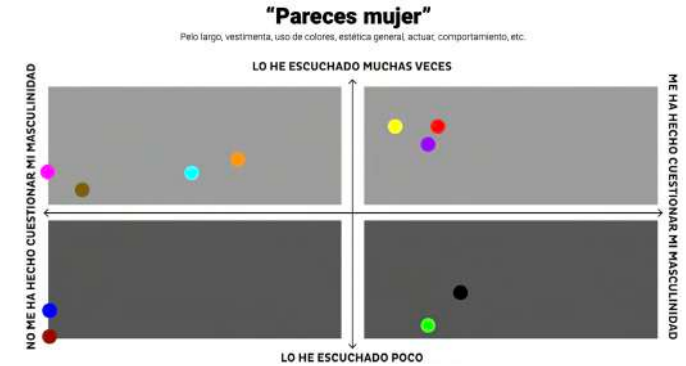 “Pareces mujer”
Pelo largo, vestimenta, uso de colores, estética general, actuar, comportamiento, etc.
LO HE ESCUCHADO MUCHAS VECES
NO ME HA HECHO CUESTIONAR MI MASCULINIDAD
ME HA HECHO CUESTIONAR MI MASCULINIDAD
LO HE ESCUCHADO POCO